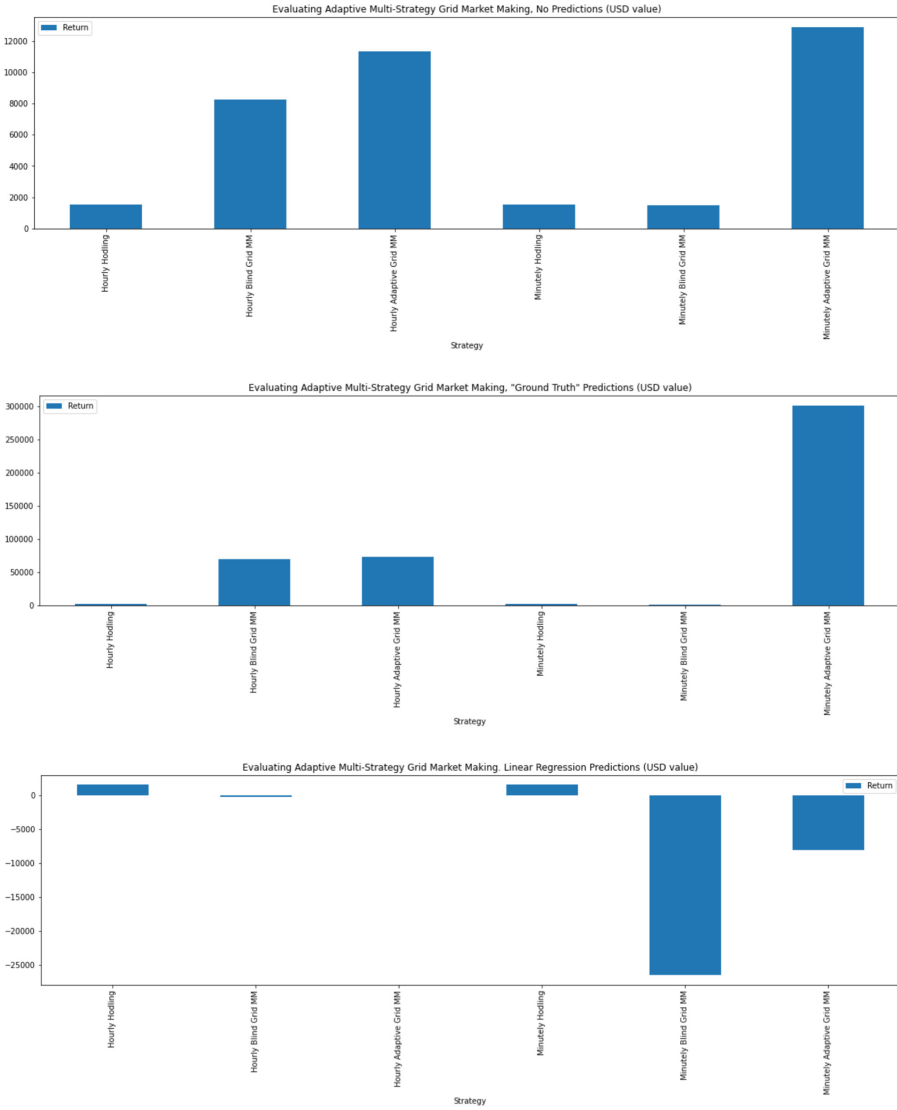 Evaluating Adaptive Multi-Strategy Grid Market Making, No Predictions (USD value)
Return
12000
10000
8000
6000
4000
2000
0
Hourly Hodling
Hourly Blind Grid MM
Hourly Adaptive Grid MM
Minutely Hodling
Minutely Blind Grid MM
Minutely Adaptive Grid MM
Strategy
Evaluating Adaptive Multi-Strategy Grid Market Making, "Ground Truth" Predictions (USD value)
Return
300000
250000
200000
150000
100000
50000
0
Hourly Hodling
Hourly Blind Grid MM
Hourly Adaptive Grid MM
Minutely Hodling
Minutely Blind Grid MM
Minutely Adaptive Grid MM
Strategy
Evaluating Adaptive Multi-Strategy Grid Market Making. Linear Regression Predictions (USD value)
Return
0
−5000
−10000
−15000
−20000
−25000
Hourly Hodling
Hourly Blind Grid MM
Hourly Adaptive Grid MM
Minutely Hodling
Minutely Blind Grid MM
Minutely Adaptive Grid MM
Strategy